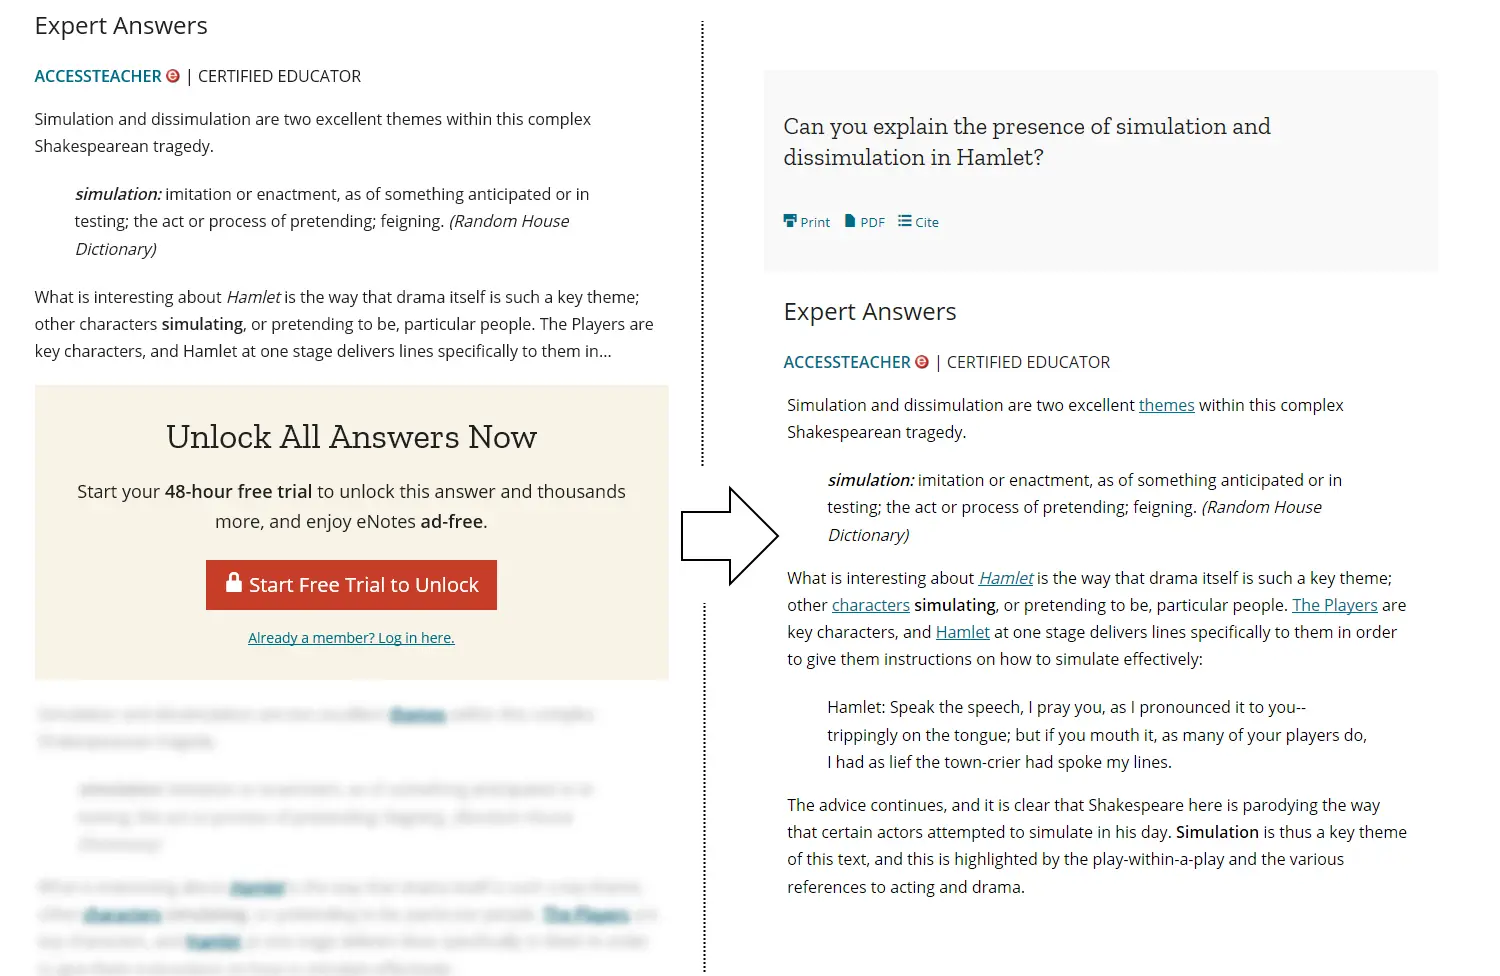 Expert Answers
ACCESSTEACHER e | CERTIFIED EDUCATOR
Simulation and dissimulation are two excellent themes within this complex
Shakespearean tragedy.
simulation: imitation or enactment, as of something anticipated or in
testing; the act or process of pretending; feigning. (Random House
Dictionary)
What is interesting about Hamlet is the way that drama itself is such a key theme;
other characters simulating, or pretending to be, particular people. The Players are
key characters, and Hamlet at one stage delivers lines specifically to them in...
Unlock All Answers Now
Start your 48-hour free trial to unlock this answer and thousands
more, and enjoy eNotes ad-free.
Start Free Trial to Unlock
Already a member? Log in here.
themes
Hamlet
characters
The Players
Hamlet
Can you explain the presence of simulation and
dissimulation in Hamlet?
Print PDF Cite
Expert Answers
ACCESSTEACHER e | CERTIFIED EDUCATOR
Simulation and dissimulation are two excellent themes within this complex
Shakespearean tragedy.
simulation: imitation or enactment, as of something anticipated or in
testing; the act or process of pretending; feigning. (Random House
Dictionary)
What is interesting about Hamlet is the way that drama itself is such a key theme;
other characters simulating, or pretending to be, particular people. The Players are
key characters, and Hamlet at one stage delivers lines specifically to them in order
to give them instructions on how to simulate effectively:
Hamlet: Speak the speech, I pray you, as I pronounced it to you--
trippingly on the tongue; but if you mouth it, as many of your players do,
I had as lief the town-crier had spoke my lines.
The advice continues, and it is clear that Shakespeare here is parodying the way
that certain actors attempted to simulate in his day. Simulation is thus a key theme
of this text, and this is highlighted by the play-within-a-play and the various
references to acting and drama.